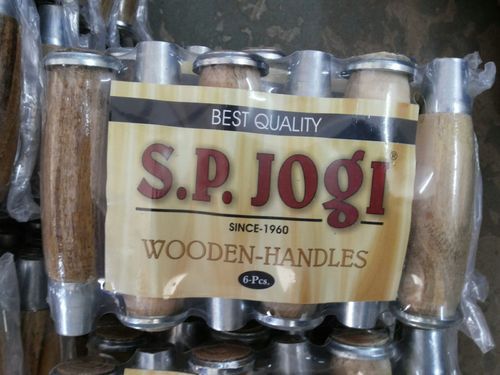 BEST QUALITY
S.P. JOgI®
SINCE-1960
WOODEN-HANDLES
6-Pcs.